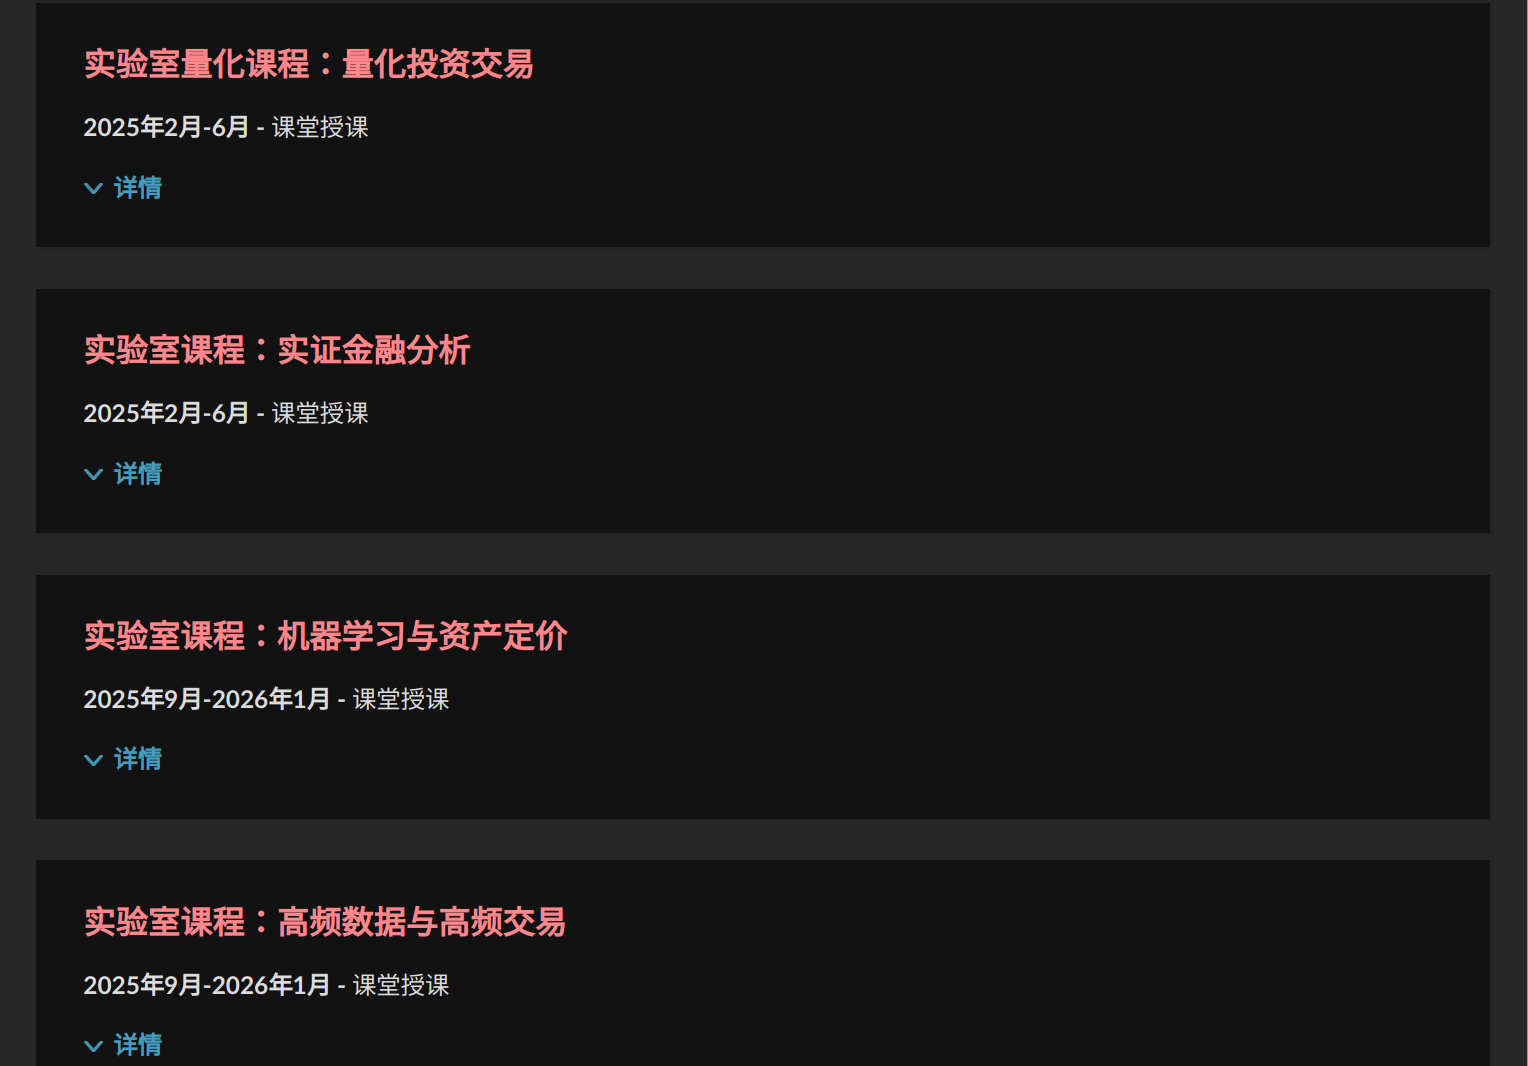 实验室量化课程：量化投资交易
2025年2月-6月 - 课堂授课
详情
实验室课程：实证金融分析
2025年2月-6月 - 课堂授课
详情
实验室课程：机器学习与资产定价
2025年9月-2026年1月 - 课堂授课
详情
实验室课程：高频数据与高频交易
2025年9月-2026年1月 - 课堂授课
详情